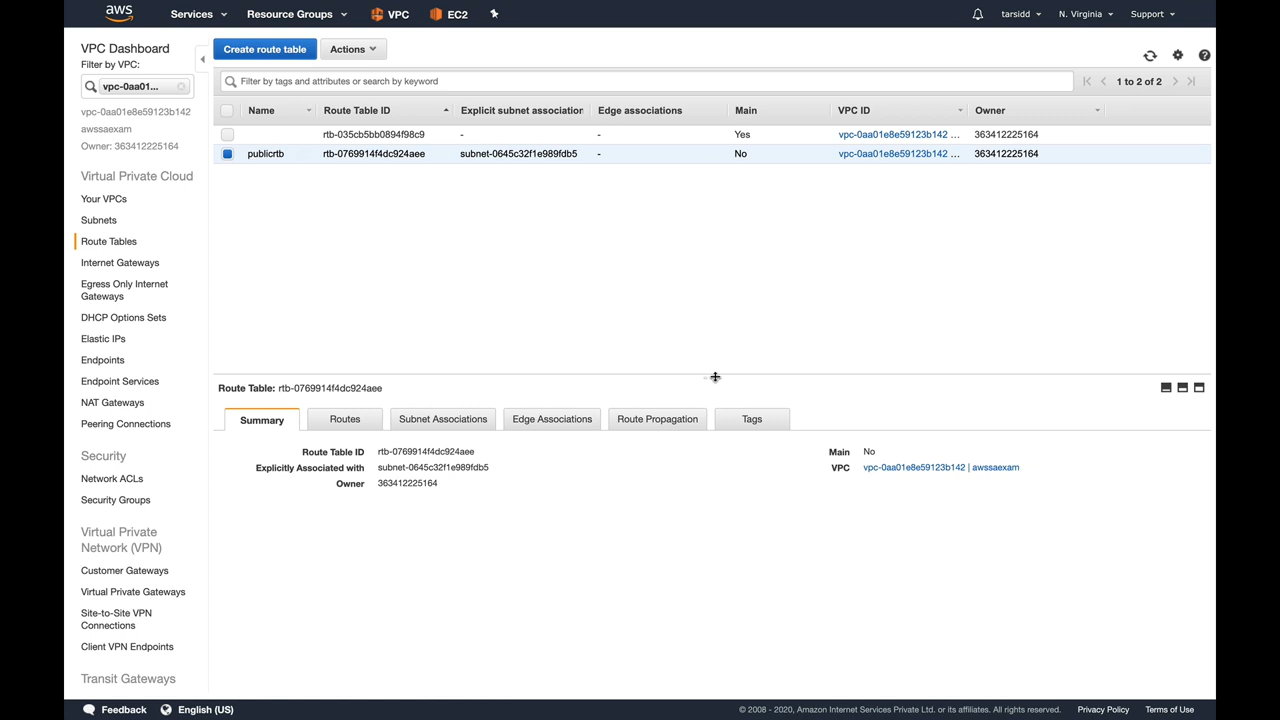 aws Services Resource Groups VPC EC2 tarsidd N. Virginia Support
VPC Dashboard
Filter by VPC:
vpc-0aa01...
vpc-0aa01e8e59123b142
awssaexam
Owner: 363412225164
Virtual Private Cloud
Your VPCs
Subnets
Route Tables
Internet Gateways
Egress Only Internet
Gateways
DHCP Options Sets
Elastic IPs
Endpoints
Endpoint Services
NAT Gateways
Peering Connections
Security
Network ACLs
Security Groups
Virtual Private
Network (VPN)
Customer Gateways
Virtual Private Gateways
Site-to-Site VPN
Connections
Client VPN Endpoints
Transit Gateways
Create route table Actions
Filter by tags and attributes or search by keyword 1 to 2 of 2
Name Route Table ID Explicit subnet association Edge associations Main VPC ID Owner
rtb-035cb5bb0894f98c9 - - Yes vpc-0aa01e8e59123b142 ... 363412225164
publicrtb rtb-0769914f4dc924aee subnet-0645c32f1e989fdb5 - No vpc-0aa01e8e59123b142 ... 363412225164
Route Table: rtb-0769914f4dc924aee
Summary Routes Subnet Associations Edge Associations Route Propagation Tags
Route Table ID rtb-0769914f4dc924aee Main No
Explicitly Associated with subnet-0645c32f1e989fdb5 VPC vpc-0aa01e8e59123b142 | awssaexam
Owner 363412225164
Feedback English (US) © 2008 - 2020, Amazon Internet Services Private Ltd. or its affiliates. All rights reserved. Privacy Policy Terms of Use